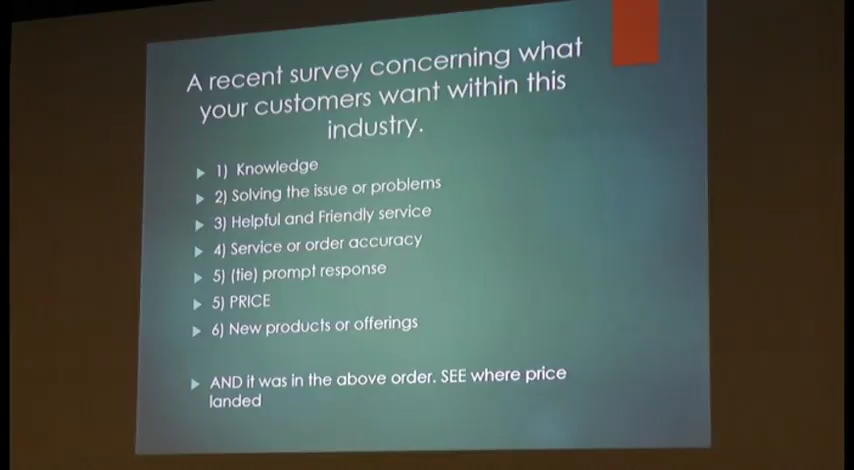 A recent survey concerning what
your customers want within this
industry.
1) Knowledge
2) Solving the issue or problems
3) Helpful and Friendly service
4) Service or order accuracy
5) (tie) prompt response
5) PRICE
6) New products or offerings
AND it was in the above order. SEE where price
landed